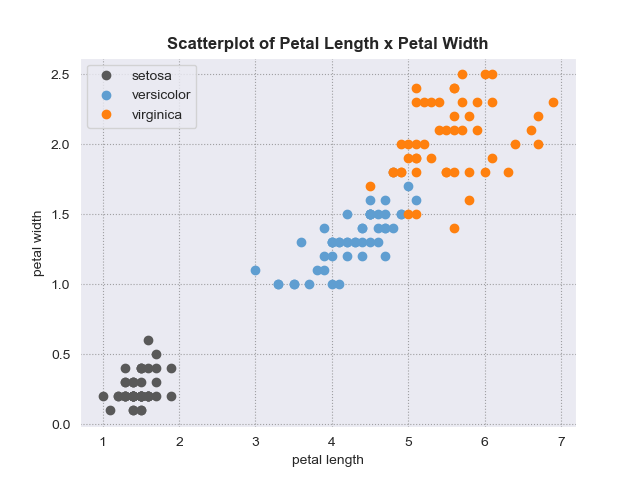 Scatterplot of Petal Length x Petal Width
setosa
versicolor
virginica
2.5
2.0
1.5
1.0
0.5
0.0
petal width
1 2 3 4 5 6 7
petal length